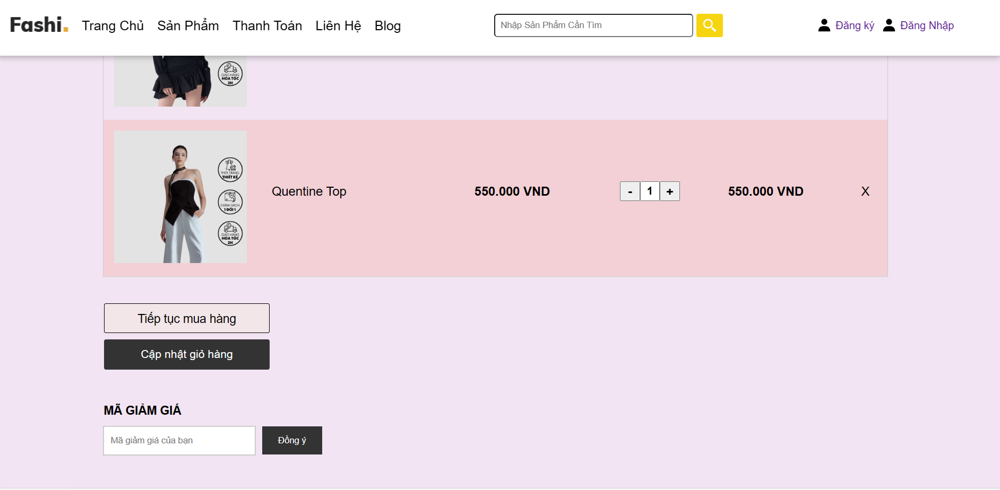 Fashi. Trang Chủ Sản Phẩm Thanh Toán Liên Hệ Blog Nhập Sản Phẩm Cần Tìm Đăng ký Đăng Nhập
GIAO HÀNG
HỎA TỐC
2H
THỜI TRANG
THIẾT KẾ
CHÍNH SÁCH
1 ĐỔI 1
GIAO HÀNG
HỎA TỐC
2H
Quentine Top 550.000 VND - 1 + 550.000 VND X
Tiếp tục mua hàng
Cập nhật giỏ hàng
MÃ GIẢM GIÁ
Mã giảm giá của bạn Đồng ý